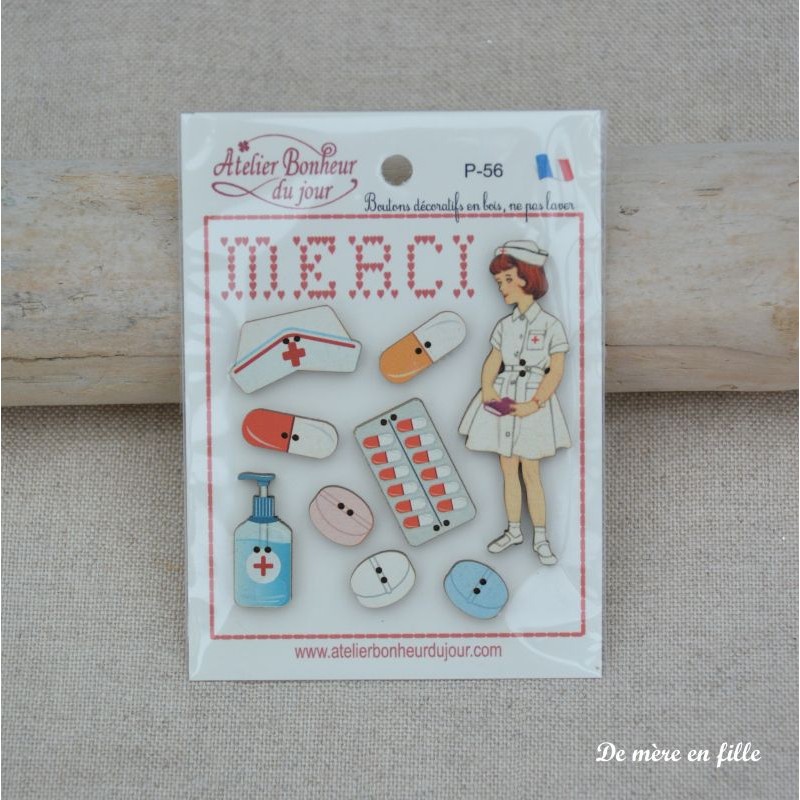 Atelier Bonheur
du jour
P-56
Boutons décoratifs en bois, ne pas laver
MERCI
www.atelierbonheurdujour.com
De mère en fille